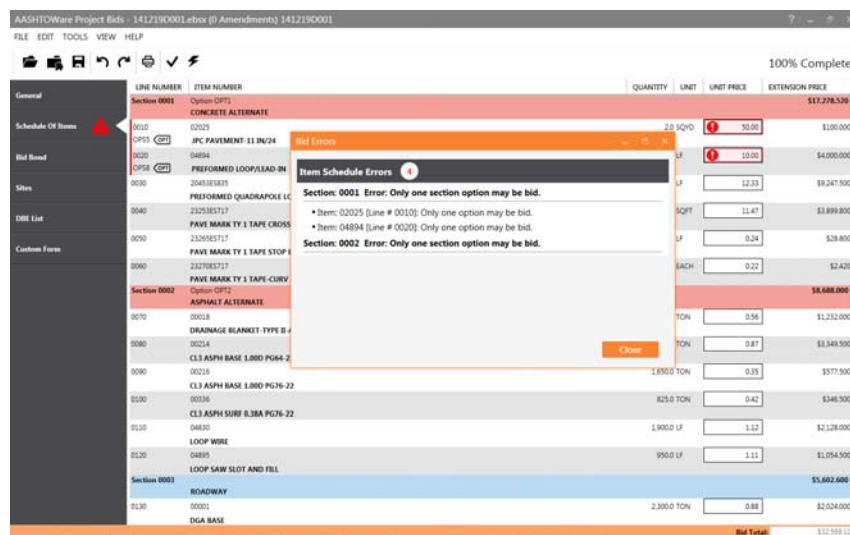 AASHTOWare Project Bids - 141219D001.ebsx (0 Amendments) 141219D001
FILE EDIT TOOLS VIEW HELP
100% Complete
General
Schedule Of Items
Bid Bond
Sites
DBE List
Custom Form
LINE NUMBER ITEM NUMBER QUANTITY UNIT UNIT PRICE EXTENSION PRICE
Section 0001 Option OPT1 $17,278.520
CONCRETE ALTERNATE
0010 02025 2.0 SQYD 50.00 $100.000
OPS5 OPT JPC PAVEMENT-11 IN/24
0020 04894 LF 10.00 $4,000.000
OPS8 OPT PREFORMED LOOP/LEAD-IN
0030 20453ES835 LF 12.33 $9,247.500
PREFORMED QUADRAPOLE LO
0040 23253ES717 SQFT 11.47 $3,899.800
PAVE MARK TY 1 TAPE CROSS
0050 23265ES717 LF 0.24 $28.800
PAVE MARK TY 1 TAPE STOP
0060 23270ES717 EACH 0.22 $2.420
PAVE MARK TY 1 TAPE-CURV
Bid Errors
Item Schedule Errors 4
Section: 0001 Error: Only one section option may be bid.
• Item: 02025 [Line # 0010]: Only one option may be bid.
• Item: 04894 [Line # 0020]: Only one option may be bid.
Section: 0002 Error: Only one section option may be bid.
Close
Section 0002 Option OPT2 $8,688.000
ASPHALT ALTERNATE
0070 00018 TON 0.56 $1,232.000
DRAINAGE BLANKET-TYPE II-
0080 00214 TON 0.87 $3,349.500
CL3 ASPH BASE 1.00D PG64-2
0090 00216 1,650.0 TON 0.35 $577.500
CL3 ASPH BASE 1.00D PG76-22
0100 00336 825.0 TON 0.42 $346.500
CL3 ASPH SURF 0.38A PG76-22
0110 04830 1,900.0 LF 1.12 $2,128.000
LOOP WIRE
0120 04895 950.0 LF 1.11 $1,054.500
LOOP SAW SLOT AND FILL
Section 0003 $5,602.600
ROADWAY
0130 00001 2,300.0 TON 0.88 $2,024.000
DGA BASE
Bid Total: